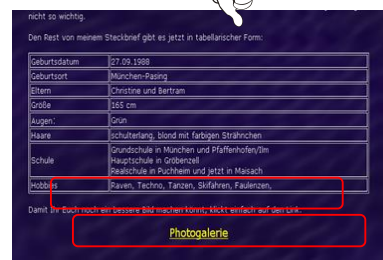 nicht so wichtig.
Den Rest von meinem Steckbrief gibt es jetzt in tabellarischer Form:
Geburtsdatum 27.09.1988
Geburtsort München-Pasing
Eltern Christine und Bertram
Größe 165 cm
Augen: Grün
Haare schulterlang, blond mit farbigen Strähnchen
Schule Grundschule in München und Pfaffenhofen/Ilm
Hauptschule in Gröbenzell
Realschule in Puchheim und jetzt in Maisach
Hobbies Raven, Techno, Tanzen, Skifahren, Faulenzen,
Damit Ihr Euch noch ein bessere Bild machen könnt, klickt einfach auf den Link.
Photogalerie